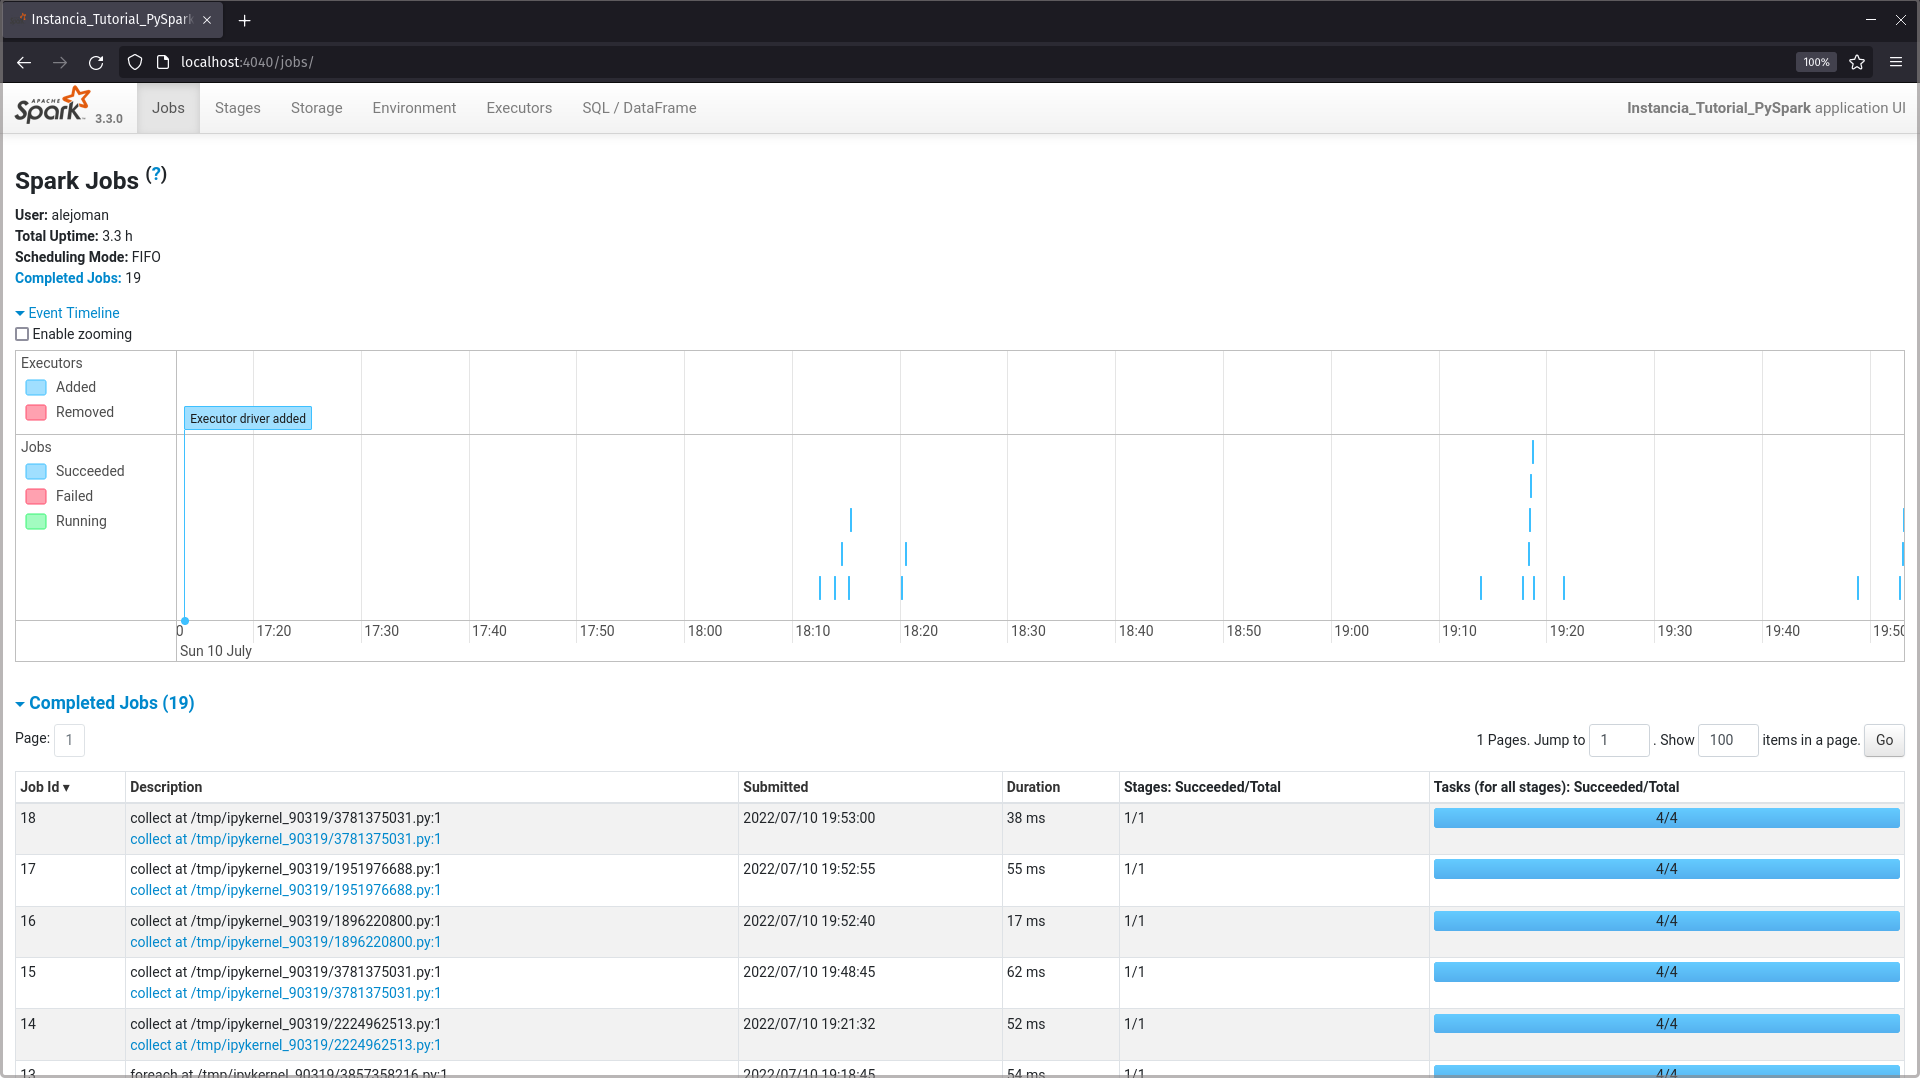 Instancia_Tutorial_PySpark
localhost:4040/jobs/
100%
APACHE Spark 3.3.0
Jobs Stages Storage Environment Executors SQL / DataFrame
Instancia_Tutorial_PySpark application UI
Spark Jobs (?)
User: alejoman
Total Uptime: 3.3 h
Scheduling Mode: FIFO
Completed Jobs: 19
Event Timeline
Enable zooming
Executors
Added
Removed
Executor driver added
Jobs
Succeeded
Failed
Running
0 17:20 17:30 17:40 17:50 18:00 18:10 18:20 18:30 18:40 18:50 19:00 19:10 19:20 19:30 19:40 19:50
Sun 10 July
Completed Jobs (19)
Page: 1
1 Pages. Jump to 1 . Show 100 items in a page. Go
Job Id ▾ Description Submitted Duration Stages: Succeeded/Total Tasks (for all stages): Succeeded/Total
18 collect at /tmp/ipykernel_90319/3781375031.py:1 2022/07/10 19:53:00 38 ms 1/1 4/4
collect at /tmp/ipykernel_90319/3781375031.py:1
17 collect at /tmp/ipykernel_90319/1951976688.py:1 2022/07/10 19:52:55 55 ms 1/1 4/4
collect at /tmp/ipykernel_90319/1951976688.py:1
16 collect at /tmp/ipykernel_90319/1896220800.py:1 2022/07/10 19:52:40 17 ms 1/1 4/4
collect at /tmp/ipykernel_90319/1896220800.py:1
15 collect at /tmp/ipykernel_90319/3781375031.py:1 2022/07/10 19:48:45 62 ms 1/1 4/4
collect at /tmp/ipykernel_90319/3781375031.py:1
14 collect at /tmp/ipykernel_90319/2224962513.py:1 2022/07/10 19:21:32 52 ms 1/1 4/4
collect at /tmp/ipykernel_90319/2224962513.py:1
13 foreach at /tmp/ipykernel_90319/3857358216.py:1 2022/07/10 19:18:45 54 ms 1/1 4/4